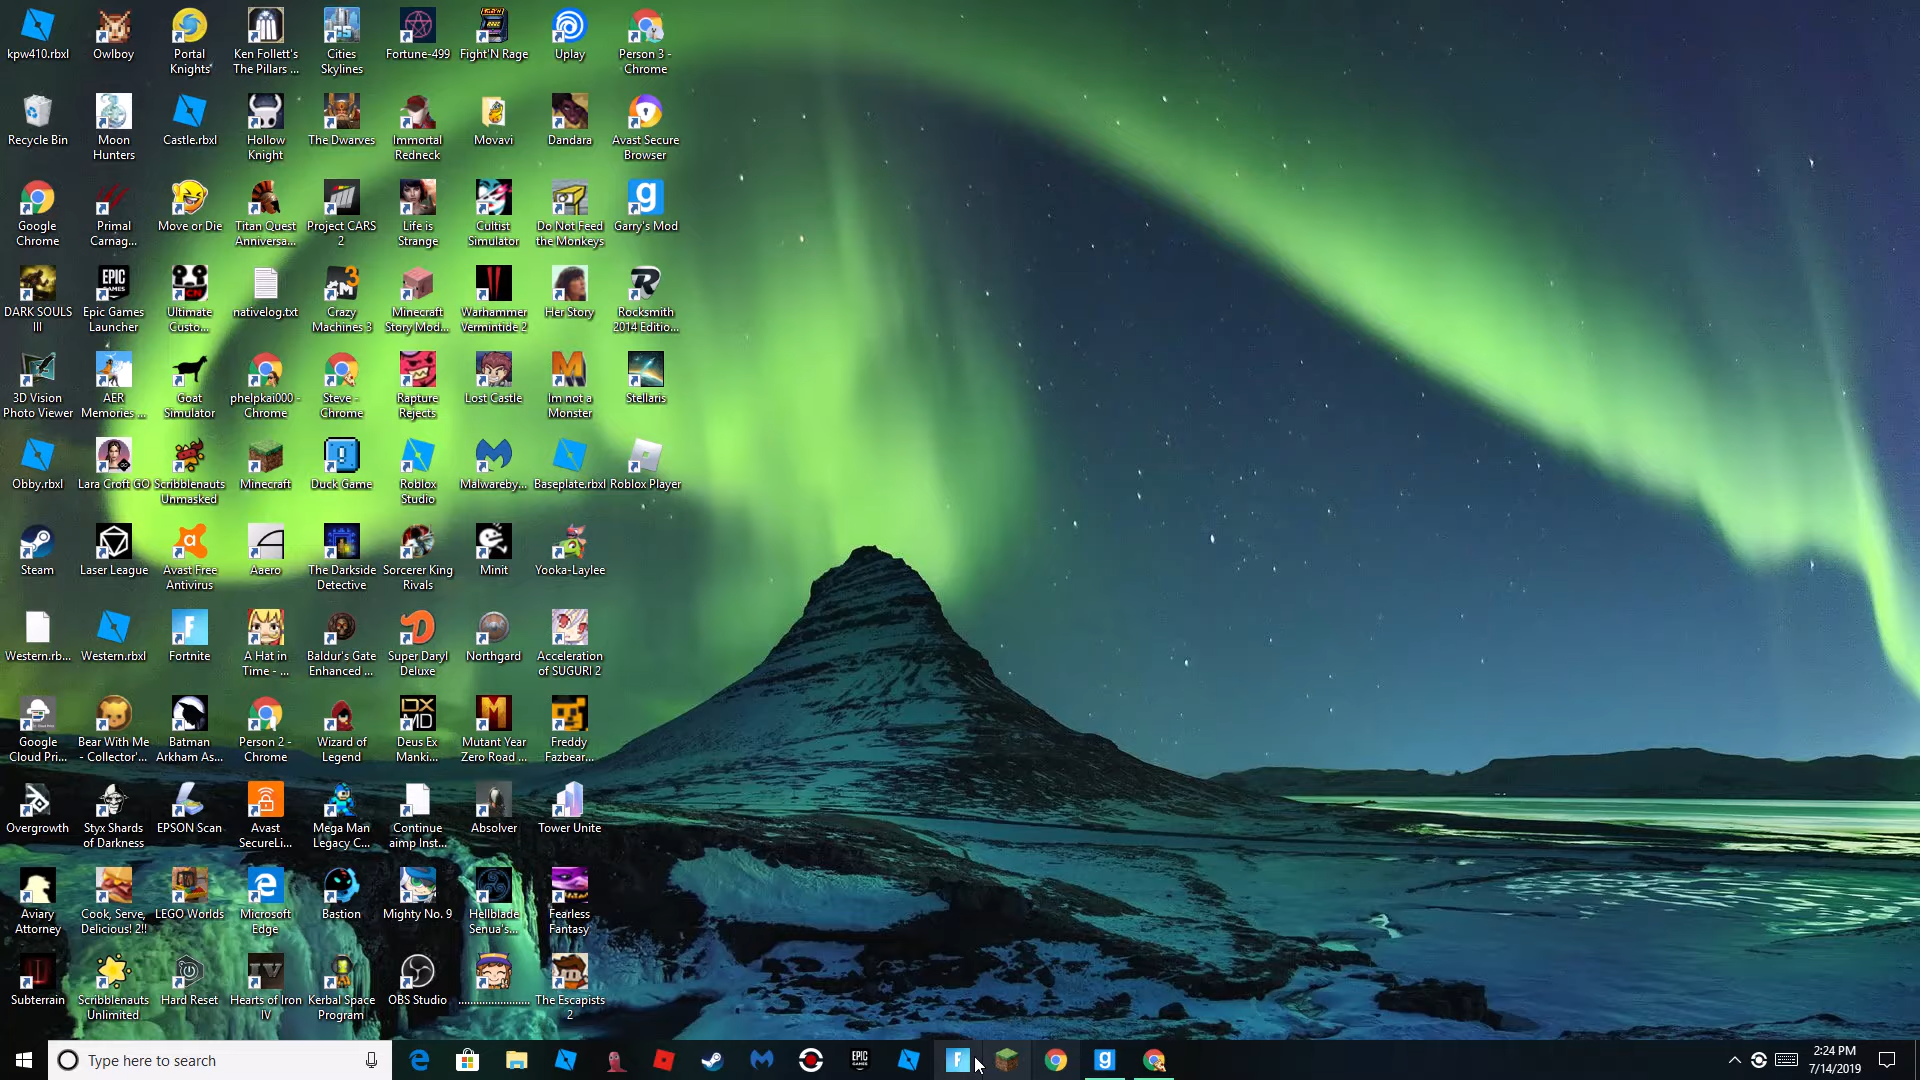 kpw410.rbxl
Owlboy
Portal
Knights
Ken Follett's
The Pillars ...
Cities
Skylines
Fortune-499
Fight'N Rage
Uplay
Person 3 -
Chrome
Recycle Bin
Moon
Hunters
Castle.rbxl
Hollow
Knight
The Dwarves
Immortal
Redneck
Movavi
Dandara
Avast Secure
Browser
Google
Chrome
Primal
Carnag...
Move or Die
Titan Quest
Anniversa...
Project CARS
2
Life is
Strange
Cultist
Simulator
Do Not Feed
the Monkeys
Garry's Mod
DARK SOULS
III
Epic Games
Launcher
Ultimate
Custo...
nativelog.txt
Crazy
Machines 3
Minecraft
Story Mod...
Warhammer
Vermintide 2
Her Story
Rocksmith
2014 Editio...
3D Vision
Photo Viewer
AER
Memories ...
Goat
Simulator
phelpkai000 -
Chrome
Steve -
Chrome
Rapture
Rejects
Lost Castle
Im not a
Monster
Stellaris
Obby.rbxl
Lara Croft GO
Scribblenauts
Unmasked
Minecraft
Duck Game
Roblox
Studio
Malwareby...
Baseplate.rbxl
Roblox Player
Steam
Laser League
Avast Free
Antivirus
Aaero
The Darkside
Detective
Sorcerer King
Rivals
Minit
Yooka-Laylee
Western.rb...
Western.rbxl
Fortnite
A Hat in
Time - ...
Baldur's Gate
Enhanced ...
Super Daryl
Deluxe
Northgard
Acceleration
of SUGURI 2
Google
Cloud Pri...
Bear With Me
- Collector'...
Batman
Arkham As...
Person 2 -
Chrome
Wizard of
Legend
Deus Ex
Manki...
Mutant Year
Zero Road ...
Freddy
Fazbear...
Overgrowth
Styx Shards
of Darkness
EPSON Scan
Avast
SecureLi...
Mega Man
Legacy C...
Continue
aimp Inst...
Absolver
Tower Unite
Aviary
Attorney
Cook, Serve,
Delicious! 2!!
LEGO Worlds
Microsoft
Edge
Bastion
Mighty No. 9
Hellblade
Senua's...
Fearless
Fantasy
Subterrain
Scribblenauts
Unlimited
Hard Reset
Hearts of Iron
IV
Kerbal Space
Program
OBS Studio
........................
The Escapists
2
Type here to search
2:24 PM
7/14/2019